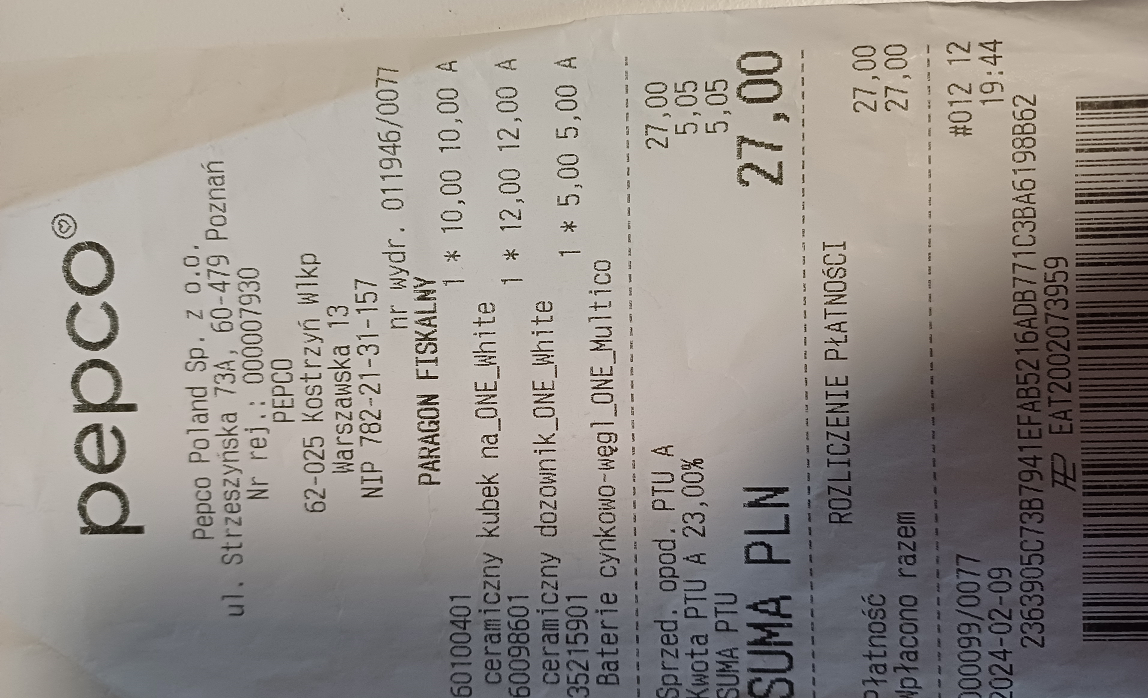 pepco
Pepco Poland Sp. z o.o.
ul. Strzeszyńska 73A, 60-479 Poznań
Nr rej.: 000007930
PEPCO
62-025 Kostrzyń Wlkp
Warszawska 13
NIP 782-21-31-157
nr wydr. 011946/0077
PARAGON FISKALNY
60100401 1 * 10,00 10,00 A
ceramiczny kubek na_ONE_White
60098601 1 * 12,00 12,00 A
ceramiczny dozownik_ONE_White
35215901 1 * 5,00 5,00 A
Baterie cynkowo-węgl_ONE_Multico
Sprzed. opod. PTU A 27,00
Kwota PTU A 23,00% 5,05
SUMA PTU 5,05
SUMA PLN 27,00
ROZLICZENIE PŁATNOŚCI
Płatność 27,00
Wpłacono razem 27,00
000099/0077 #012 12
2024-02-09 19:44
2363905C73B7941EFAB5216ADB771C3BA6198B62
EAT2002073959